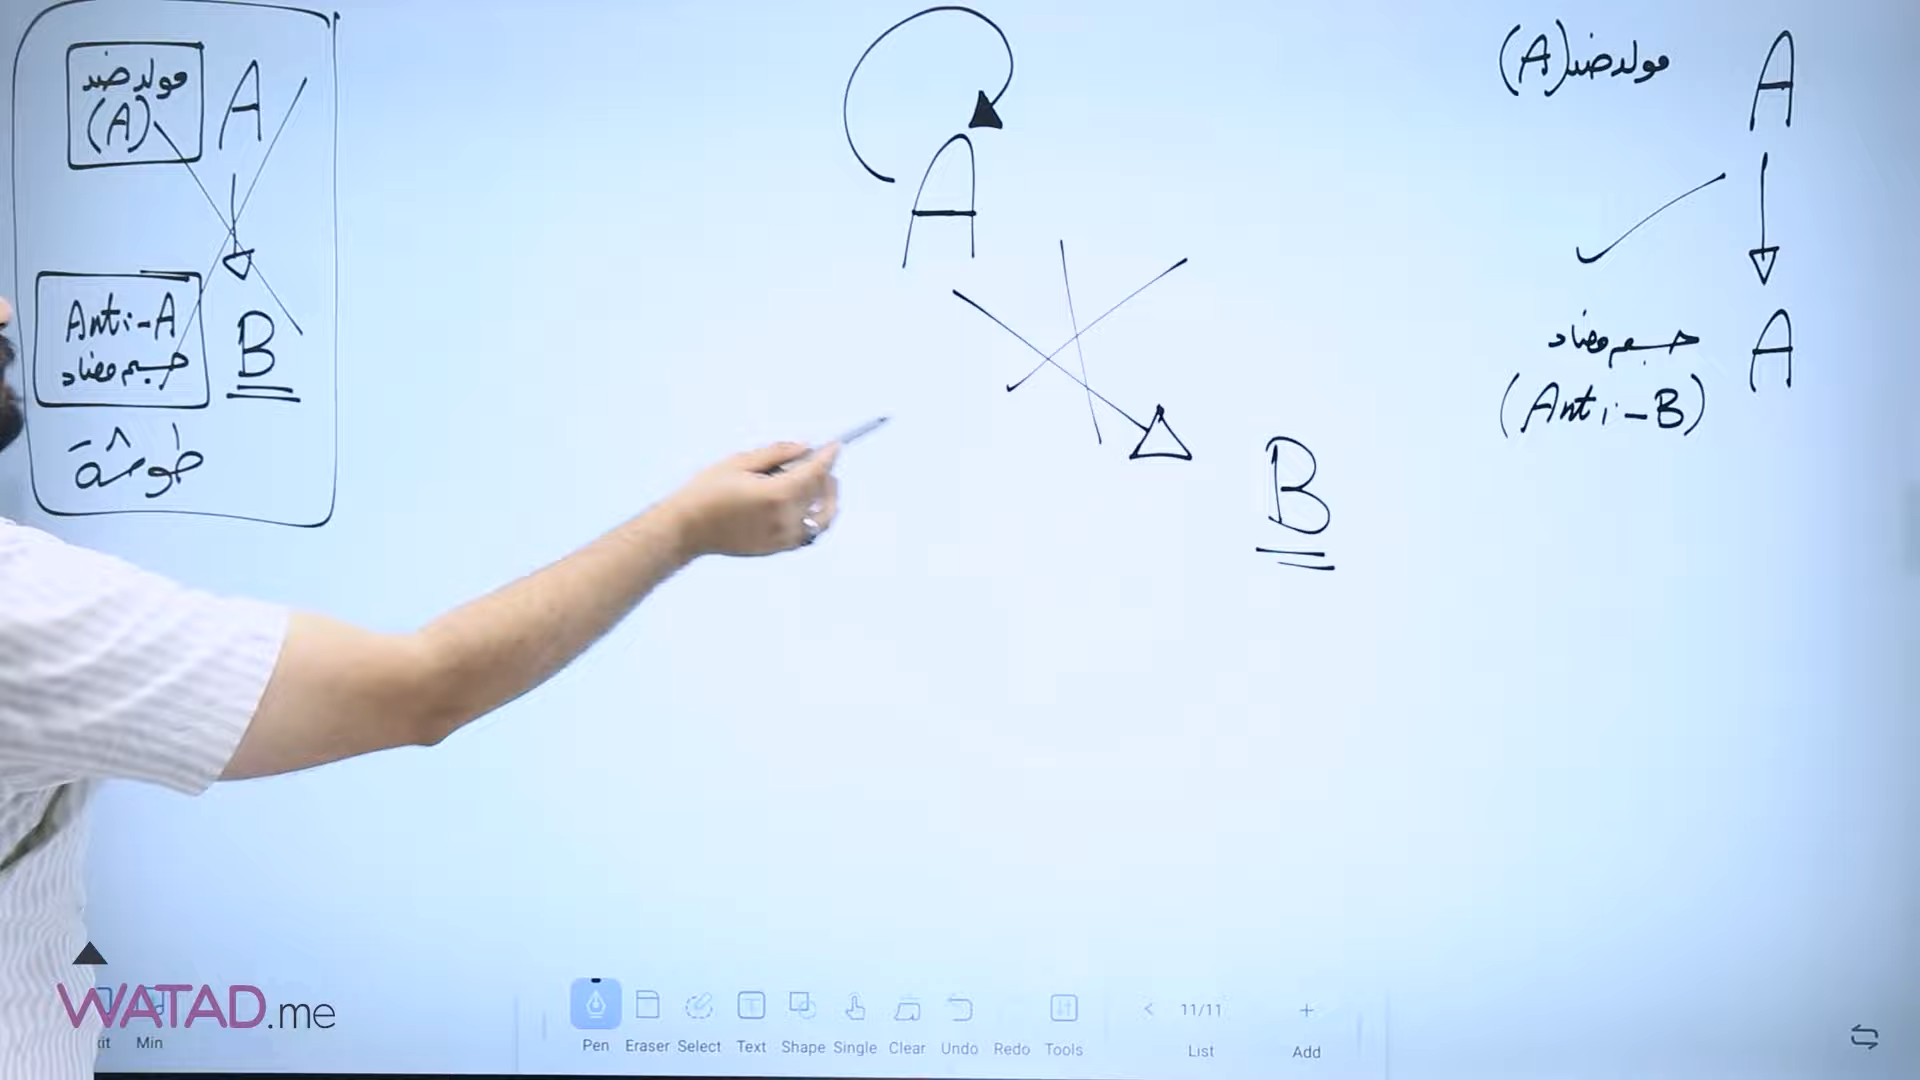 مولد ضد
(A)
A
Anti-A
جسم مضاد
B
A
B
مولد ضد (A)
A
جسم مضاد
A
(Anti-B)
WATAD.me
Min
Pen
Eraser
Select
Text
Shape
Single
Clear
Undo
Redo
Tools
11/11
List
Add